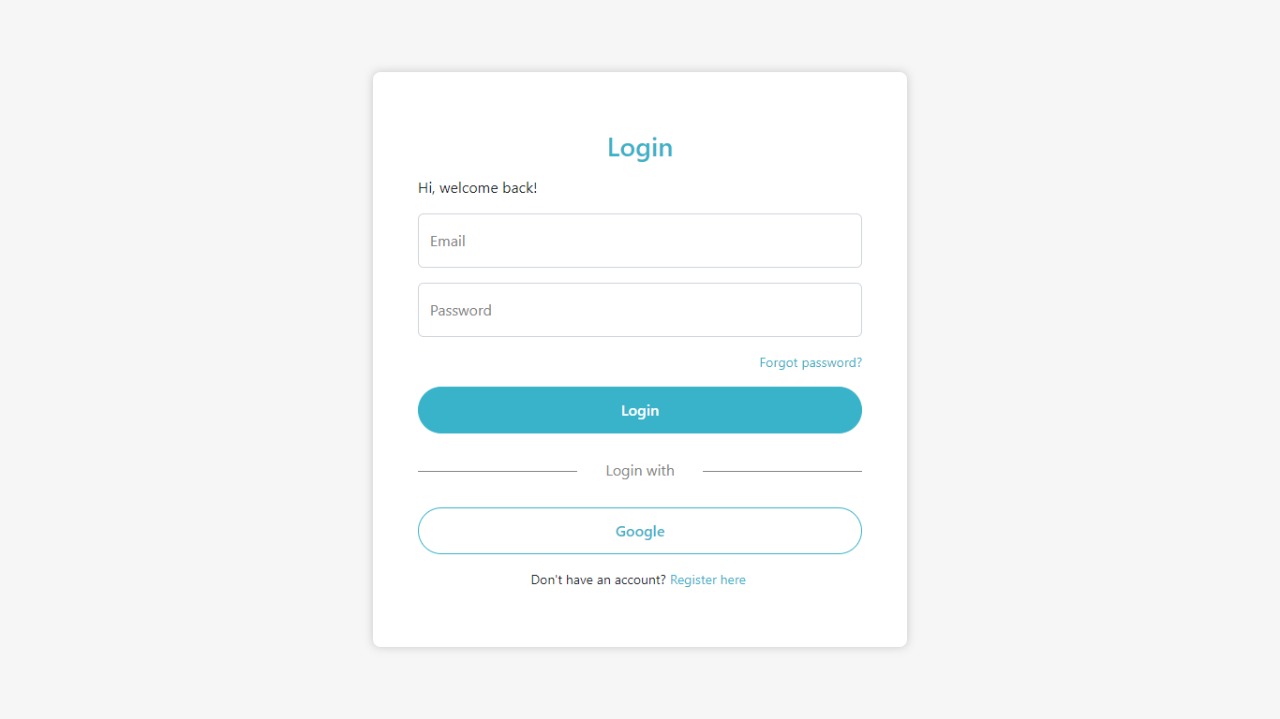 Login
Hi, welcome back!
Email
Password
Forgot password?
Login
Login with
Google
Don't have an account? Register here